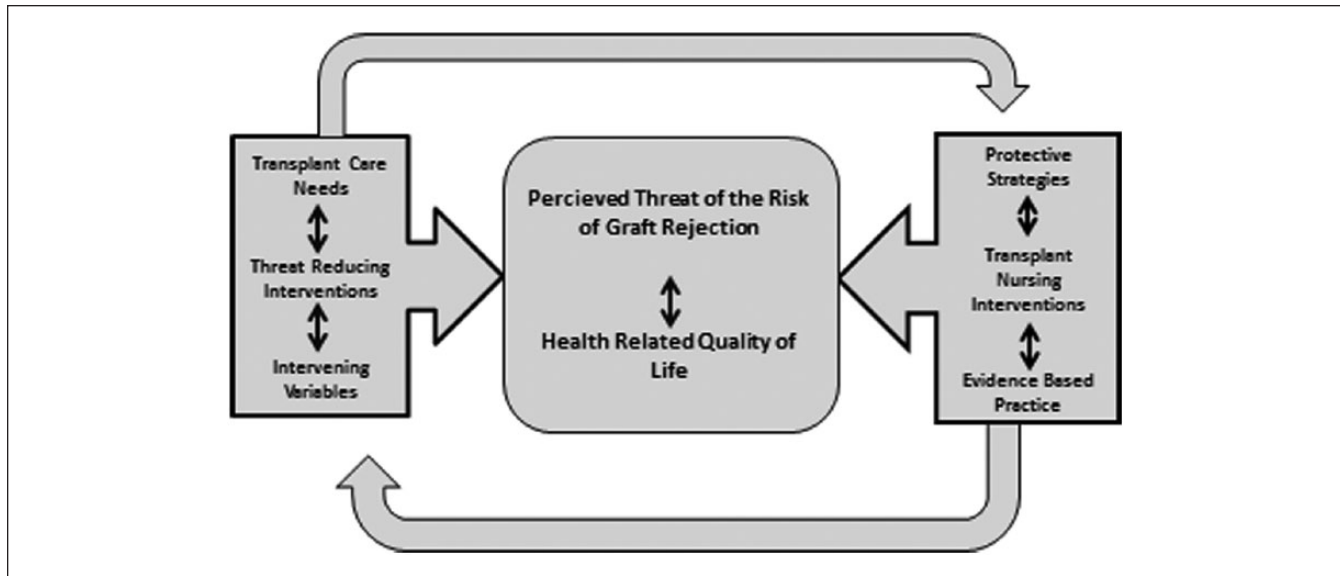 Transplant Care
Needs
Threat Reducing
Interventions
Intervening
Variables
Percieved Threat of the Risk
of Graft Rejection
Health Related Quality of
Life
Protective
Strategies
Transplant
Nursing
Interventions
Evidence Based
Practice